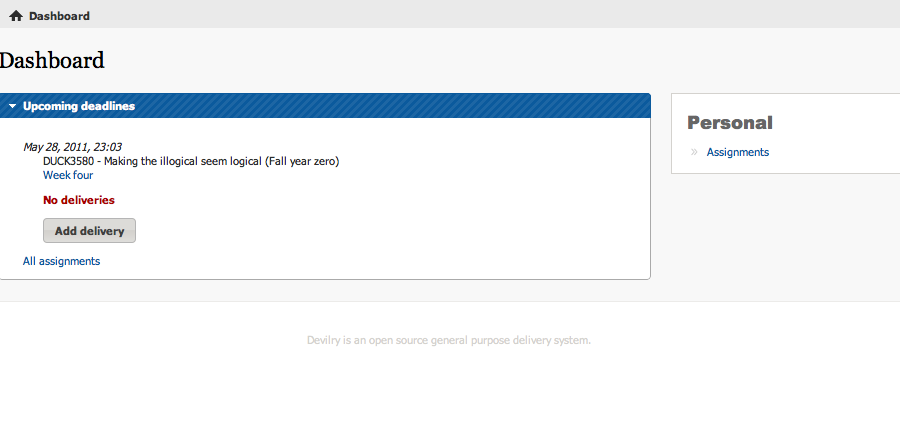 Dashboard
Dashboard
Upcoming deadlines
May 28, 2011, 23:03
DUCK3580 - Making the illogical seem logical (Fall year zero)
Week four
No deliveries
Add delivery
All assignments
Personal
» Assignments
Devilry is an open source general purpose delivery system.